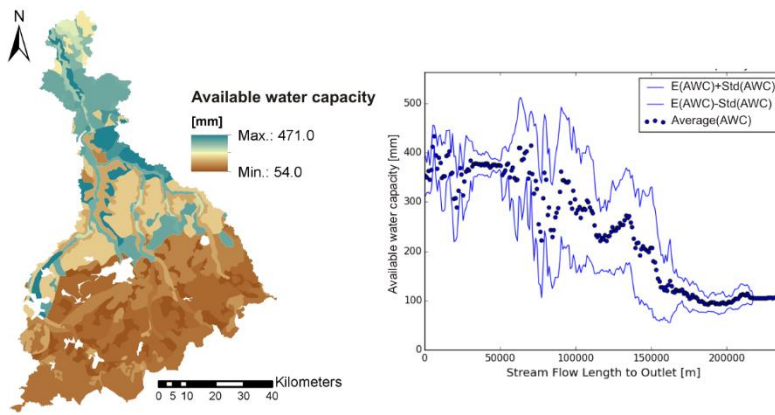 N
Available water capacity
[mm]
Max.: 471.0
Min.: 54.0
Kilometers
0 5 10 20 30 40
E(AWC)+Std(AWC)
E(AWC)-Std(AWC)
Average(AWC)
Available water capacity [mm]
500
400
300
200
100
0
0 50000 100000 150000 200000
Stream Flow Length to Outlet [m]